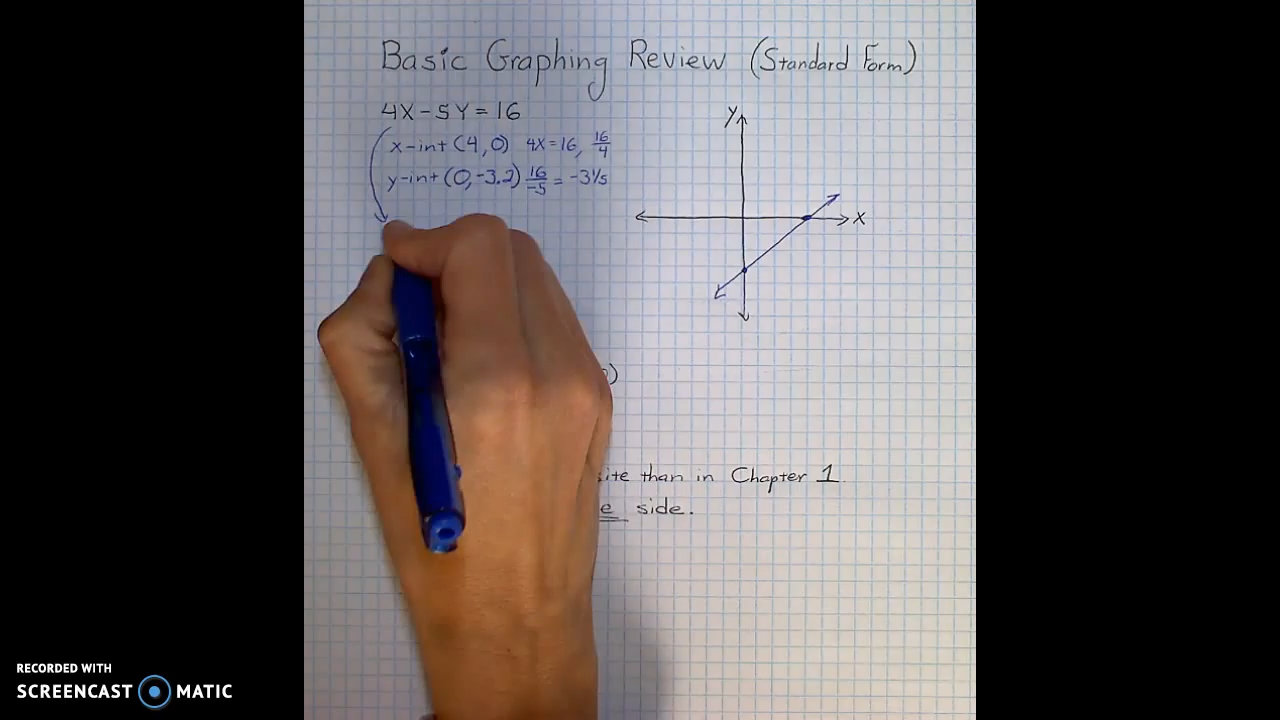 Basic Graphing Review (Standard Form)
4X - 5Y = 16
x-int (4, 0) 4X = 16, 16/4
y-int (0, -3.2) 16/-5 = -3 1/5
Y
X
)
than in Chapter 1
side.
RECORDED WITH
SCREENCAST MATIC